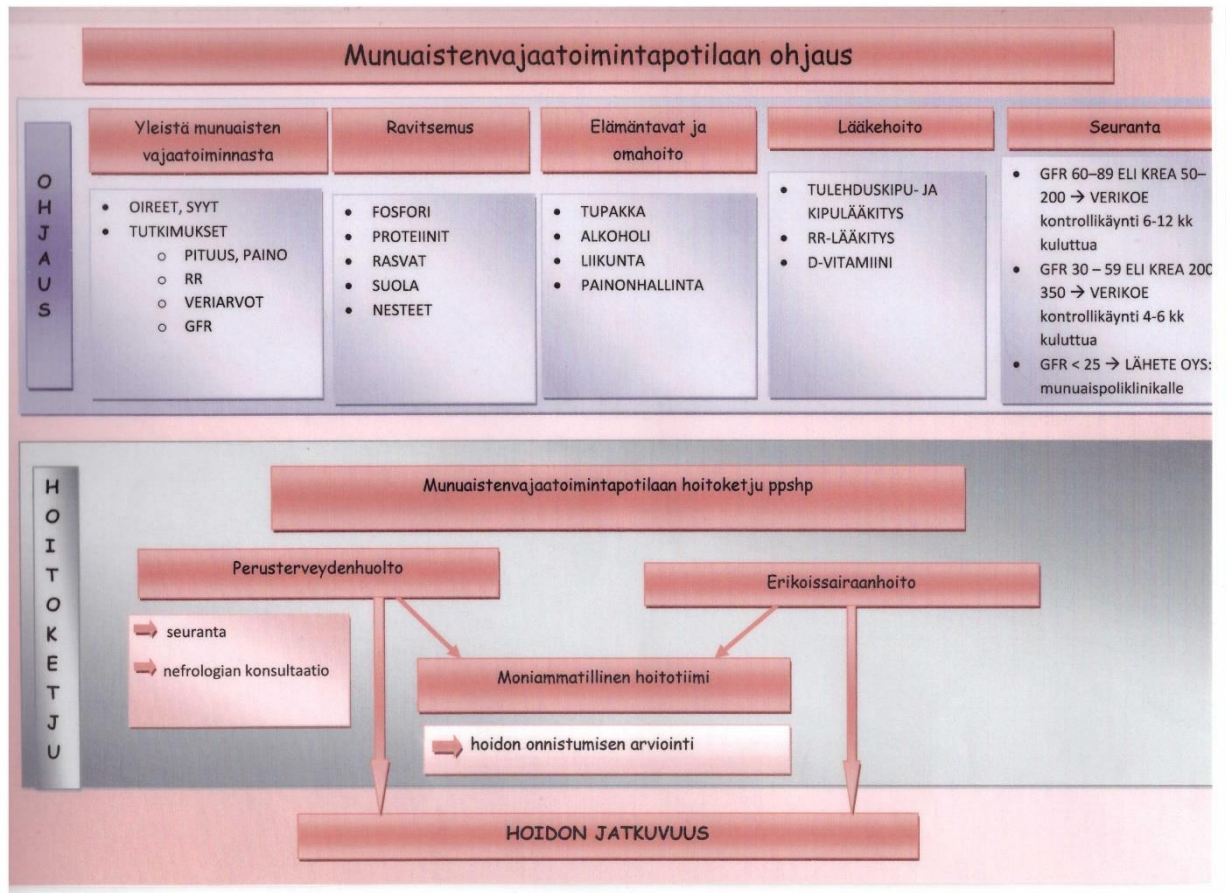 Munuaistenvajaatoimintapotilaan ohjaus
OHJAUS
Yleistä munuaisten
vajaatoiminnasta
• OIREET, SYYT
• TUTKIMUKSET
o PITUUS, PAINO
o RR
o VERIARVOT
o GFR
Ravitsemus
• FOSFORI
• PROTEIINIT
• RASVAT
• SUOLA
• NESTEET
Elämäntavat ja
omahoito
• TUPAKKA
• ALKOHOLI
• LIIKUNTA
• PAINONHALLINTA
Lääkehoito
• TULEHDUSKIPU- JA
KIPULÄÄKITYS
• RR-LÄÄKITYS
• D-VITAMIINI
Seuranta
• GFR 60–89 ELI KREA 50–
200 → VERIKOE
kontrollikäynti 6-12 kk
kuluttua
• GFR 30 – 59 ELI KREA 200
350 → VERIKOE
kontrollikäynti 4-6 kk
kuluttua
• GFR < 25 → LÄHETE OYS:
munuaispoliklinikalle
HOITOKETJU
Munuaistenvajaatoimintapotilaan hoitoketju ppshp
Perusterveydenhuolto
Erikoissairaanhoito
seuranta
nefrologian konsultaatio
Moniammatillinen hoitotiimi
hoidon onnistumisen arviointi
HOIDON JATKUVUUS